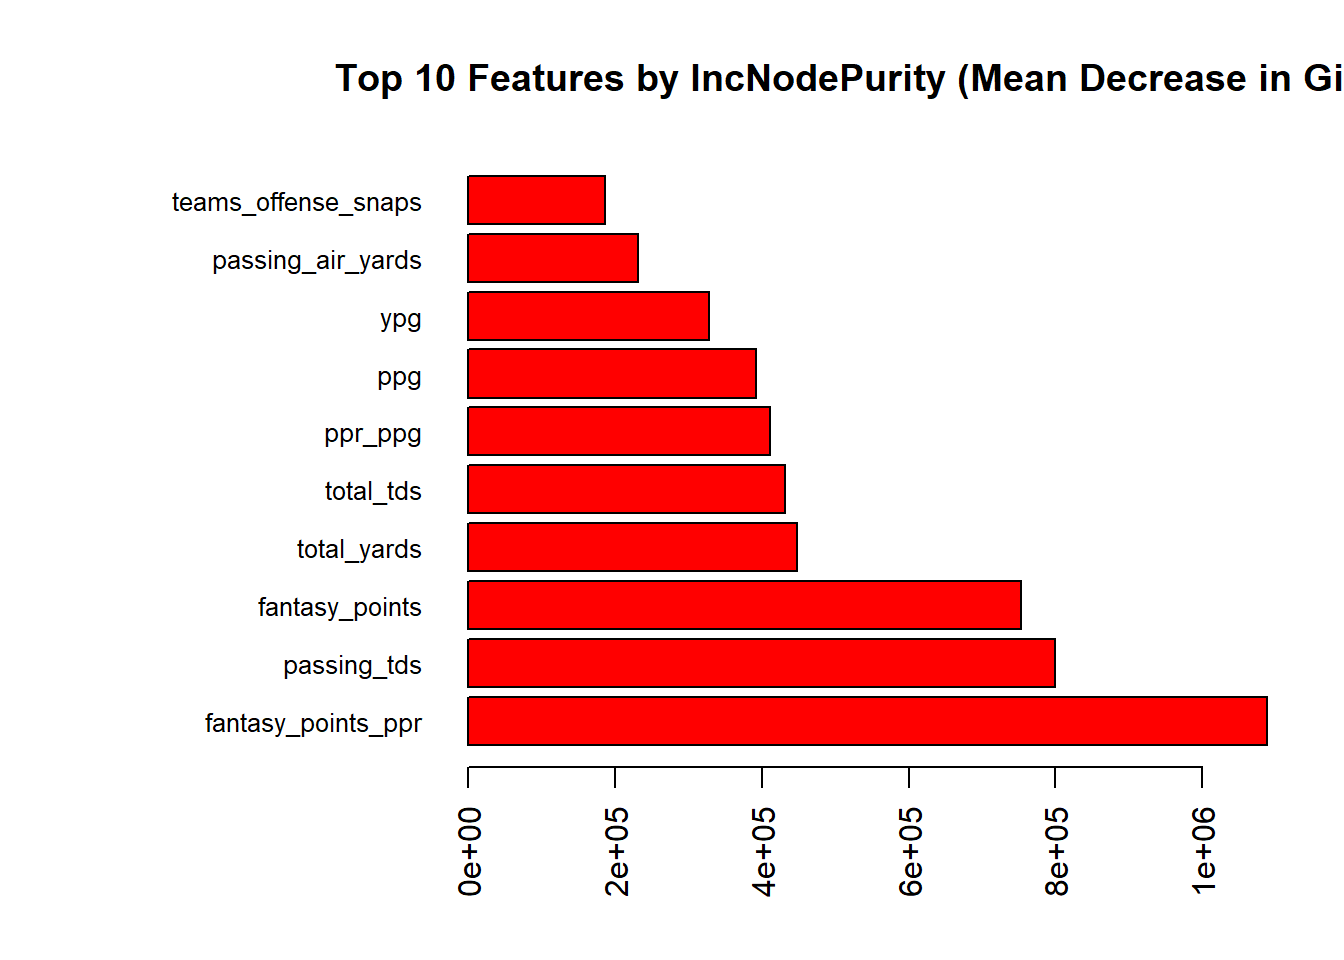 Top 10 Features by IncNodePurity (Mean Decrease in Gi
teams_offense_snaps
passing_air_yards
ypg
ppg
ppr_ppg
total_tds
total_yards
fantasy_points
passing_tds
fantasy_points_ppr
0e+00
2e+05
4e+05
6e+05
8e+05
1e+06